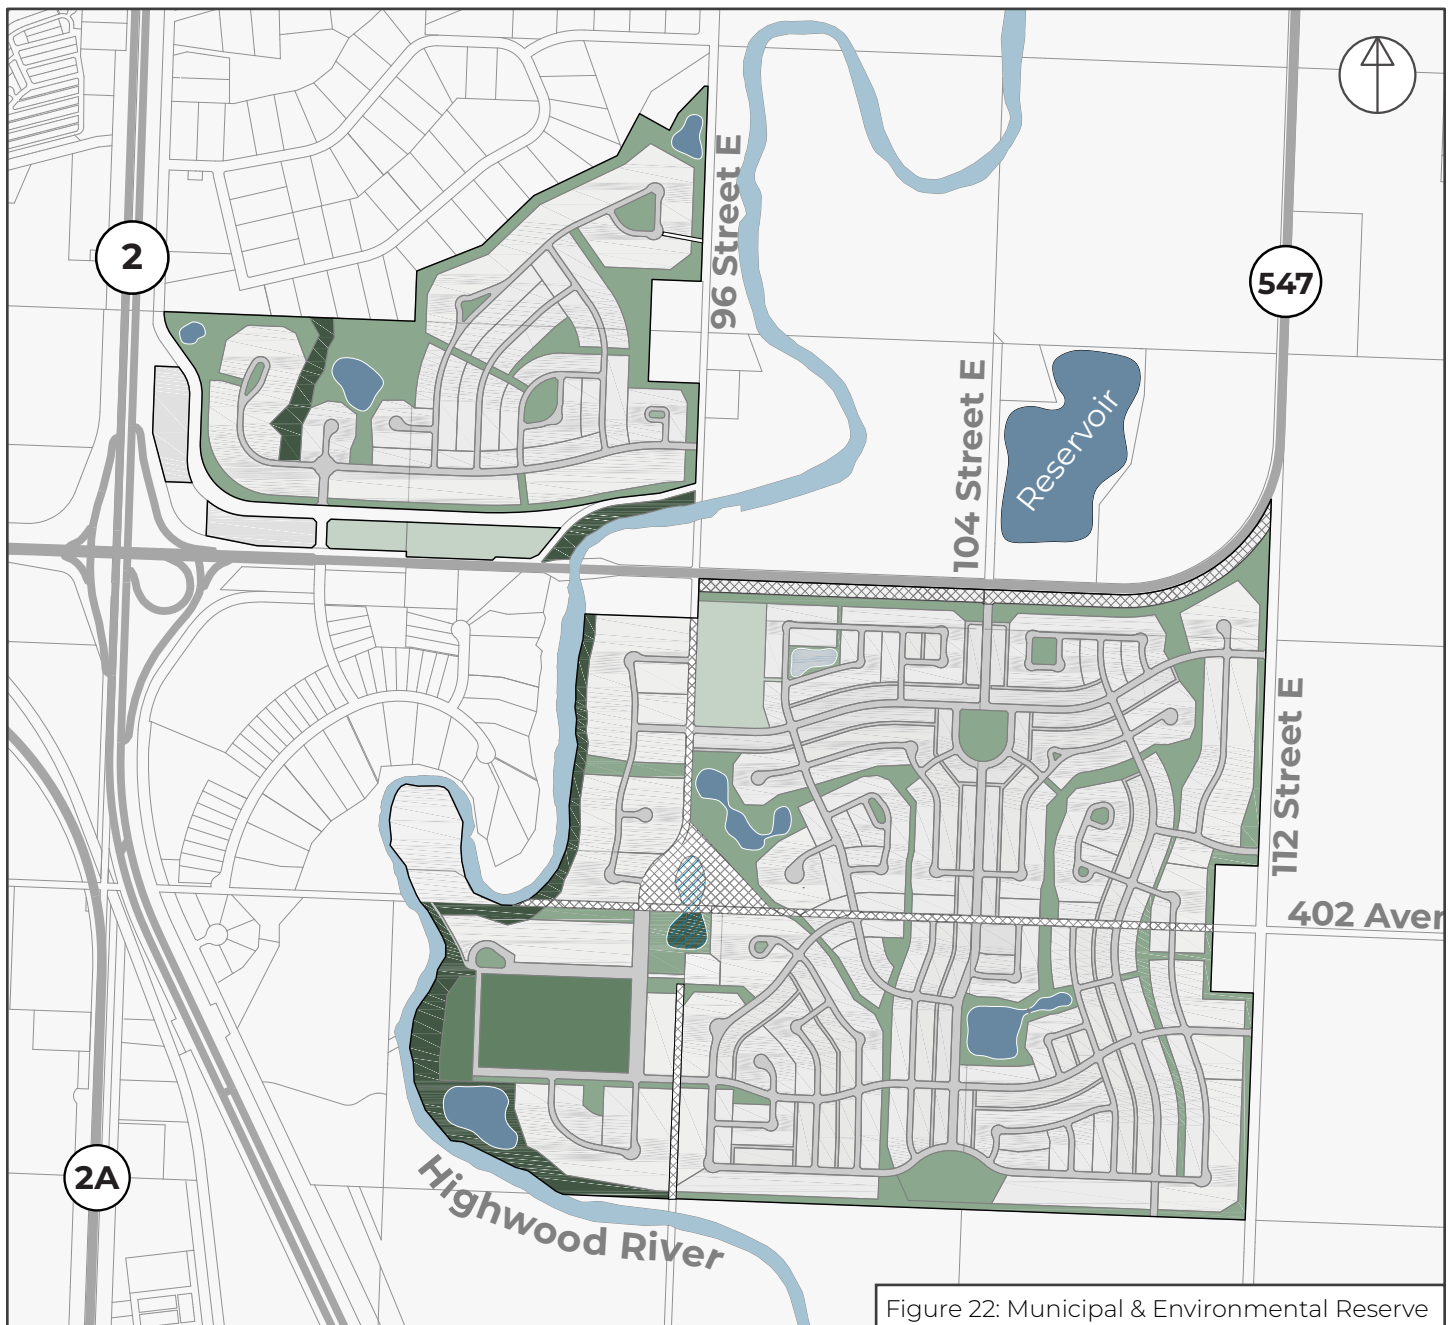 2
96 Street E
547
104 Street E
Reservoir
112 Street E
402 Aven
2A
Highwood River
Figure 22: Municipal & Environmental Reserve